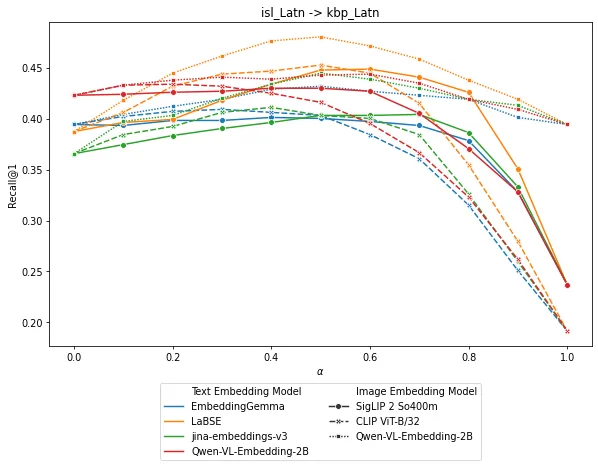 isl_Latn -> kbp_Latn
Recall@1
0.45
0.40
0.35
0.30
0.25
0.20
0.0 0.2 0.4 0.6 0.8 1.0
α
Text Embedding Model Image Embedding Model
EmbeddingGemma SigLIP 2 So400m
LaBSE CLIP ViT-B/32
jina-embeddings-v3 Qwen-VL-Embedding-2B
Qwen-VL-Embedding-2B